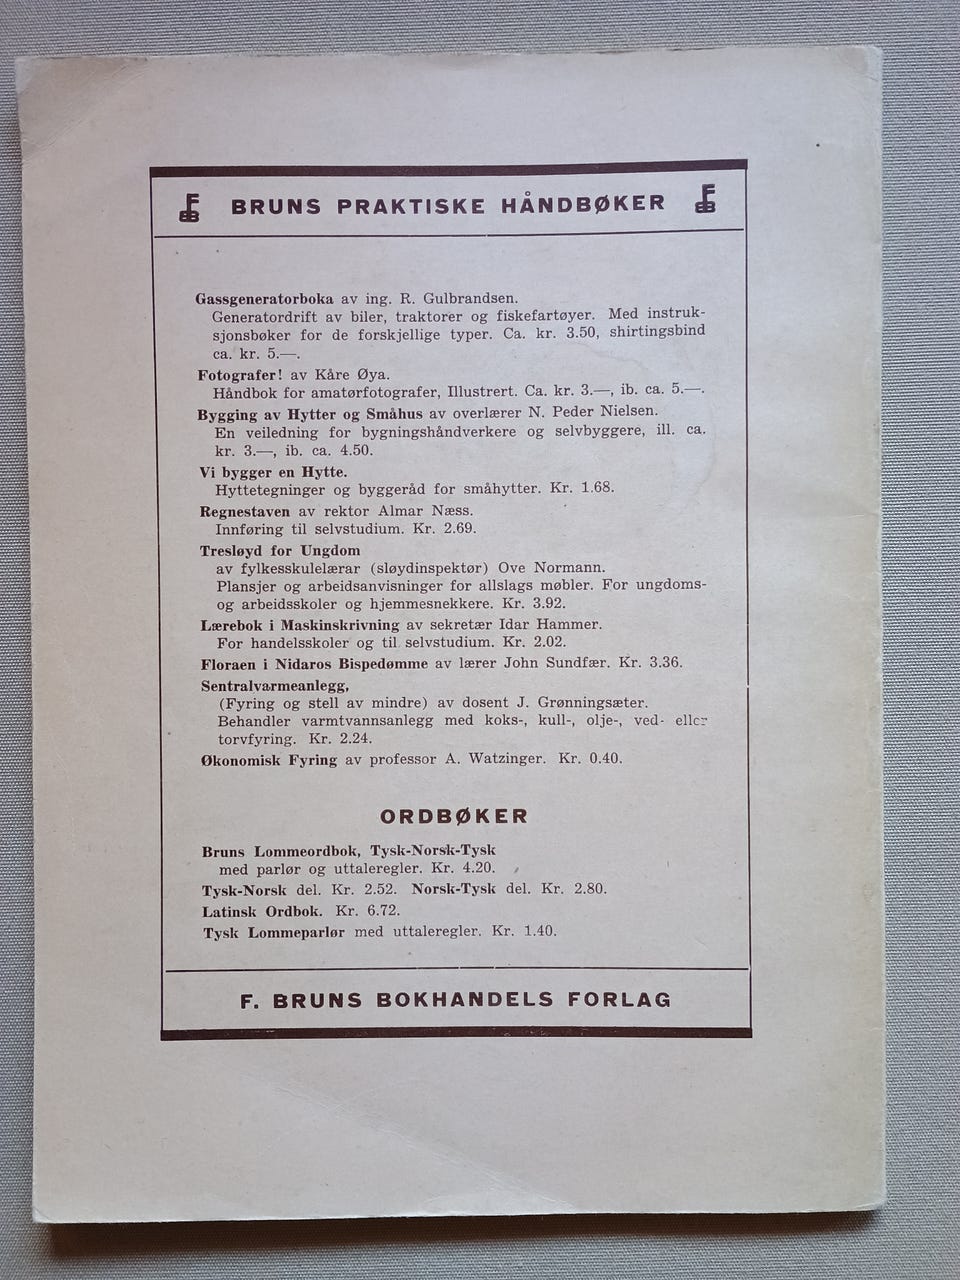 BRUNS PRAKTISKE HÅNDBØKER
Gassgeneratorboka av ing. R. Gulbrandsen.
Generatordrift av biler, traktorer og fiskefartøyer. Med instruk-
sjonsbøker for de forskjellige typer. Ca. kr. 3.50, shirtingsbind
ca. kr. 5.—.
Fotografer! av Kåre Øya.
Håndbok for amatørfotografer, Illustrert. Ca. kr. 3.—, ib. ca. 5.—.
Bygging av Hytter og Småhus av overlærer N. Peder Nielsen.
En veiledning for bygningshåndverkere og selvbyggere, ill. ca.
kr. 3.—, ib. ca. 4.50.
Vi bygger en Hytte.
Hyttetegninger og byggeråd for småhytter. Kr. 1.68.
Regnestaven av rektor Almar Næss.
Innføring til selvstudium. Kr. 2.69.
Tresløyd for Ungdom
av fylkesskulelærar (sløydinspektør) Ove Normann.
Plansjer og arbeidsanvisninger for allslags møbler. For ungdoms-
og arbeidsskoler og hjemmesnekkere. Kr. 3.92.
Lærebok i Maskinskrivning av sekretær Idar Hammer.
For handelsskoler og til selvstudium. Kr. 2.02.
Floraen i Nidaros Bispedømme av lærer John Sundfær. Kr. 3.36.
Sentralvarmeanlegg,
(Fyring og stell av mindre) av dosent J. Grønningsæter.
Behandler varmtvannsanlegg med koks-, kull-, olje-, ved- eller
torvfyring. Kr. 2.24.
Økonomisk Fyring av professor A. Watzinger. Kr. 0.40.
ORDBØKER
Bruns Lommeordbok, Tysk-Norsk-Tysk
med parlør og uttaleregler. Kr. 4.20.
Tysk-Norsk del. Kr. 2.52. Norsk-Tysk del. Kr. 2.80.
Latinsk Ordbok. Kr. 6.72.
Tysk Lommeparlør med uttaleregler. Kr. 1.40.
F. BRUNS BOKHANDELS FORLAG